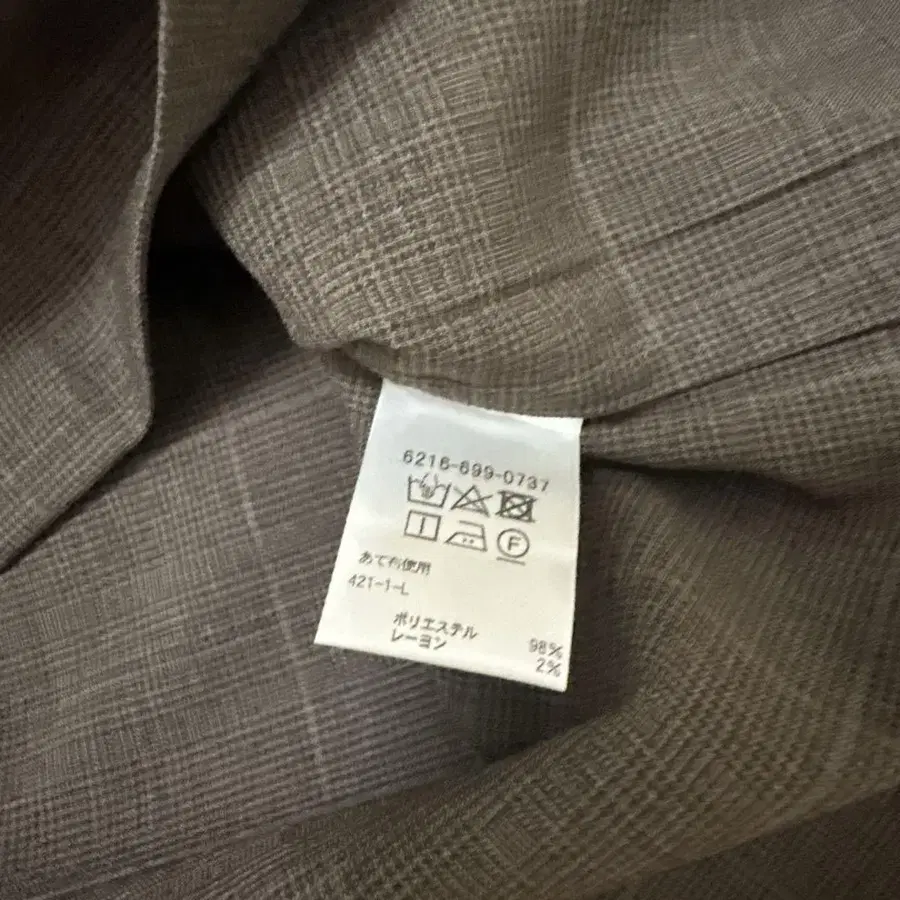 6216-699-0737
F
あて布使用
421-1-L
ポリエステル 98%
レーヨン 2%